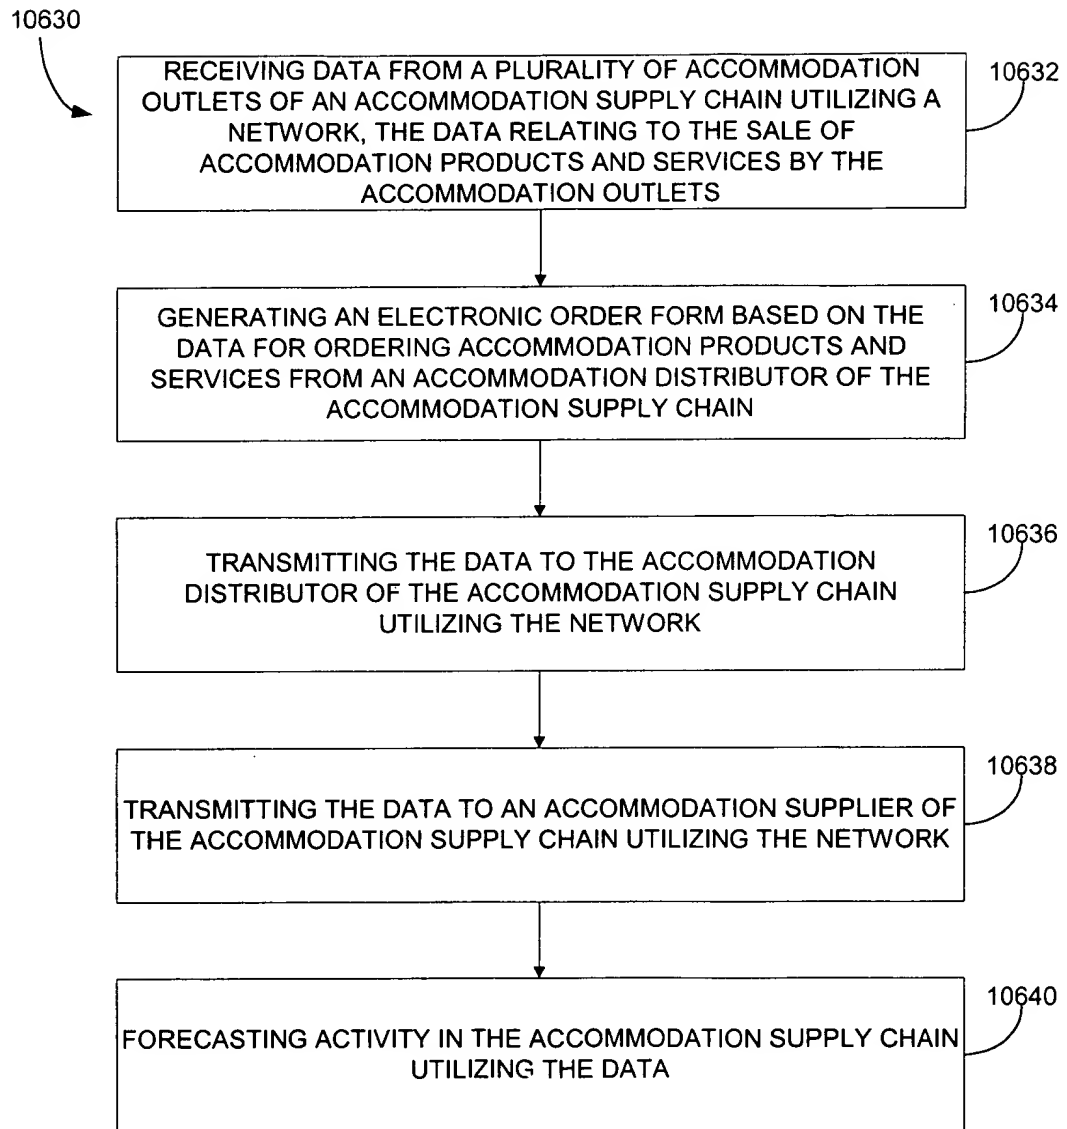 10630
RECEIVING DATA FROM A PLURALITY OF ACCOMMODATION
OUTLETS OF AN ACCOMMODATION SUPPLY CHAIN UTILIZING A
NETWORK, THE DATA RELATING TO THE SALE OF
ACCOMMODATION PRODUCTS AND SERVICES BY THE
ACCOMMODATION OUTLETS
10632
GENERATING AN ELECTRONIC ORDER FORM BASED ON THE
DATA FOR ORDERING ACCOMMODATION PRODUCTS AND
SERVICES FROM AN ACCOMMODATION DISTRIBUTOR OF THE
ACCOMMODATION SUPPLY CHAIN
10634
TRANSMITTING THE DATA TO THE ACCOMMODATION
DISTRIBUTOR OF THE ACCOMMODATION SUPPLY CHAIN
UTILIZING THE NETWORK
10636
TRANSMITTING THE DATA TO AN ACCOMMODATION SUPPLIER OF
THE ACCOMMODATION SUPPLY CHAIN UTILIZING THE NETWORK
10638
FORECASTING ACTIVITY IN THE ACCOMMODATION SUPPLY CHAIN
UTILIZING THE DATA
10640